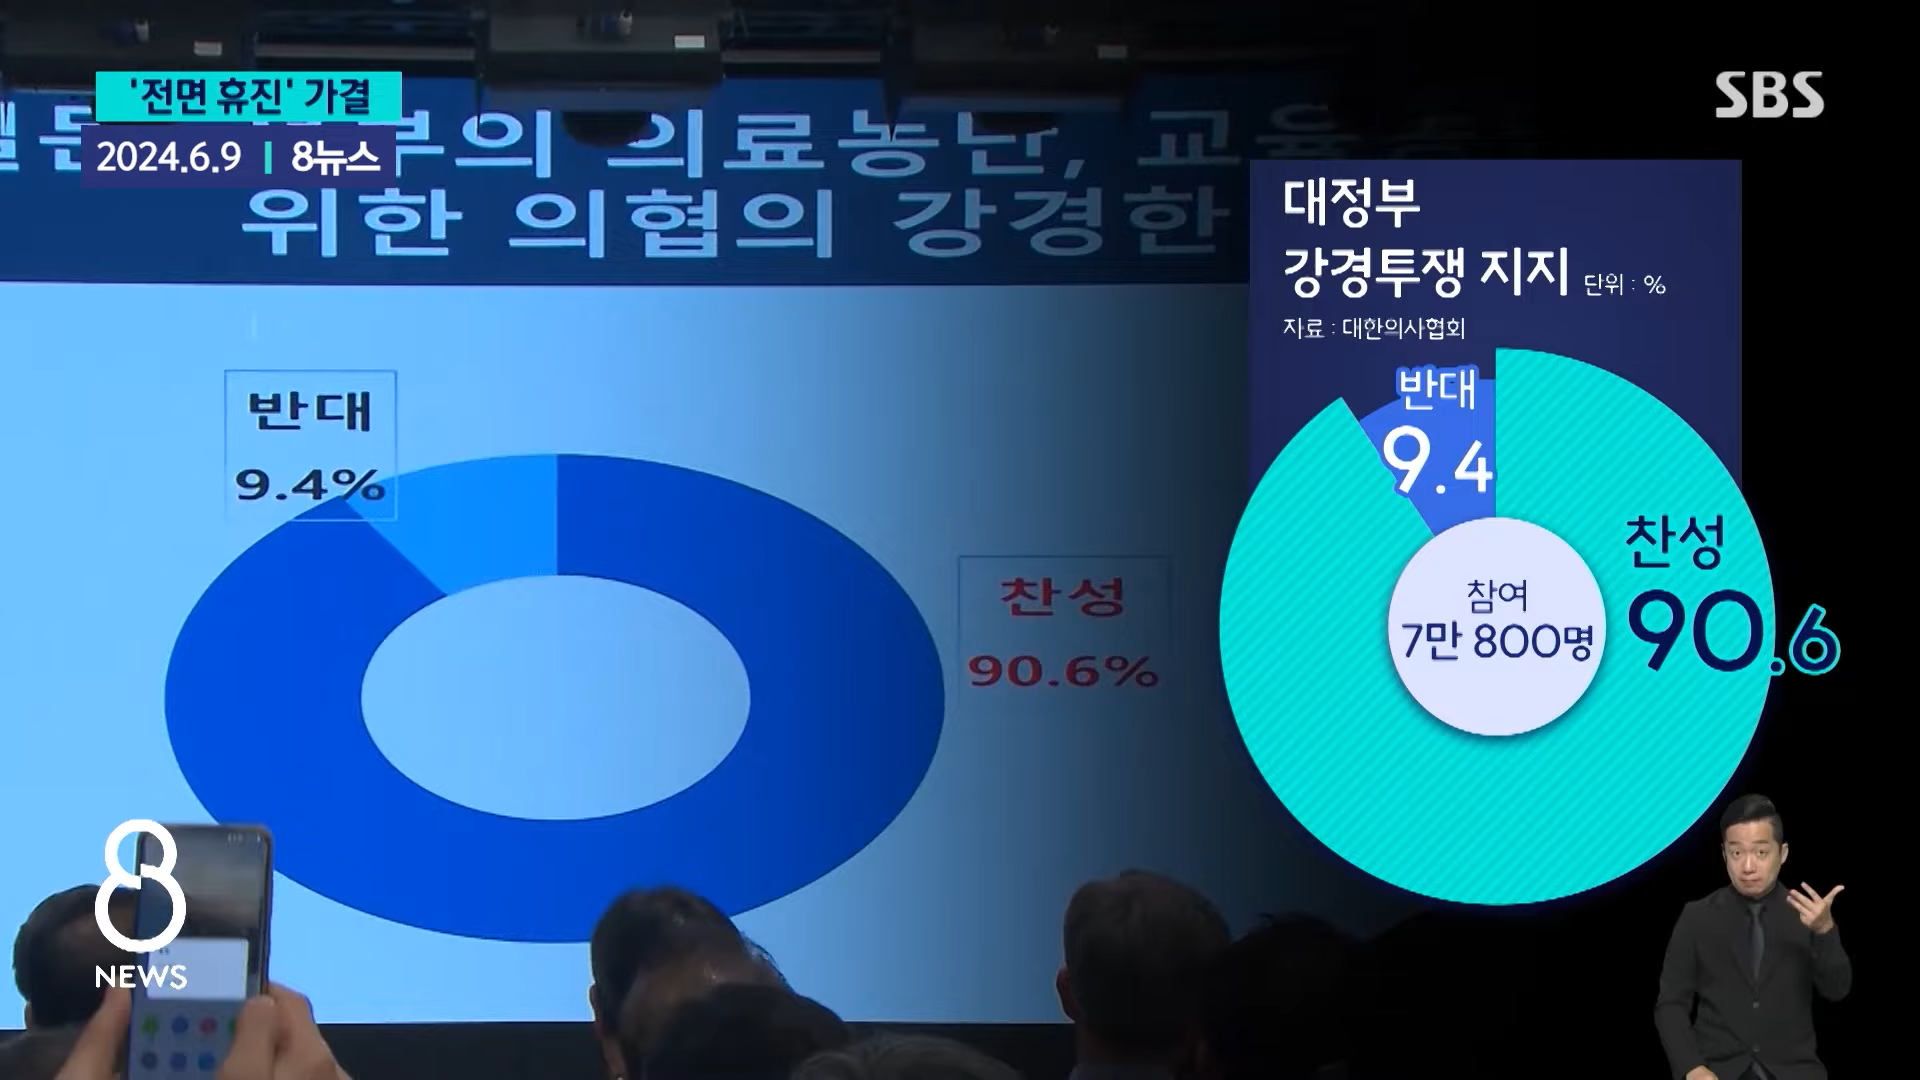 '전면 휴진' 가결
2024.6.9 | 8뉴스
SBS
부의 의료농단, 교육
위한 의협의 강경한
반대
9.4%
찬성
90.6%
대정부
강경투쟁 지지 단위 : %
자료 : 대한의사협회
반대
9.4
찬성
90.6
참여
7만 800명
8
NEWS